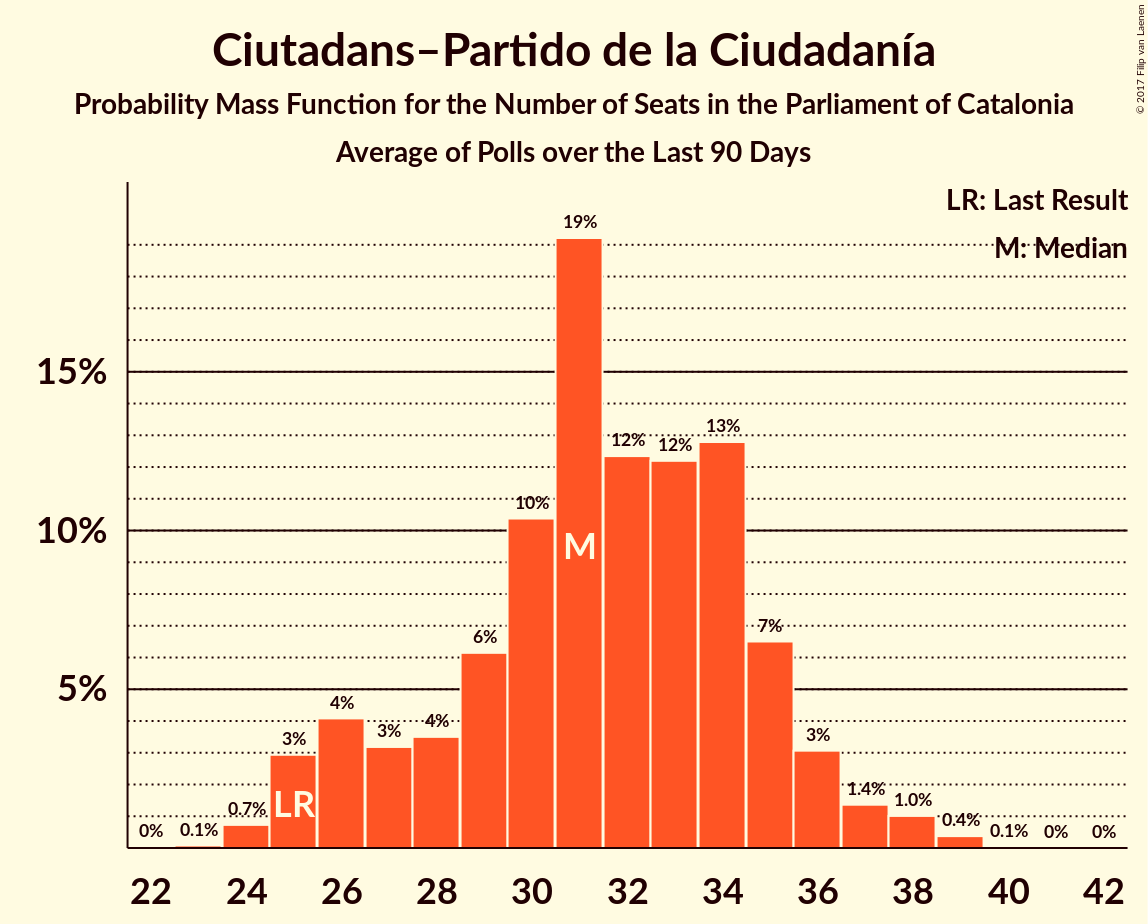 Ciutadans–Partido de la Ciudadanía
Probability Mass Function for the Number of Seats in the Parliament of Catalonia
Average of Polls over the Last 90 Days
© 2017 Filip van Laenen
LR: Last Result
M: Median
15%
10%
5%
0%
0.1%
0.7%
3%
4%
3%
4%
6%
10%
19%
12%
12%
13%
7%
3%
1.4%
1.0%
0.4%
0.1%
0%
0%
LR
M
22 24 26 28 30 32 34 36 38 40 42